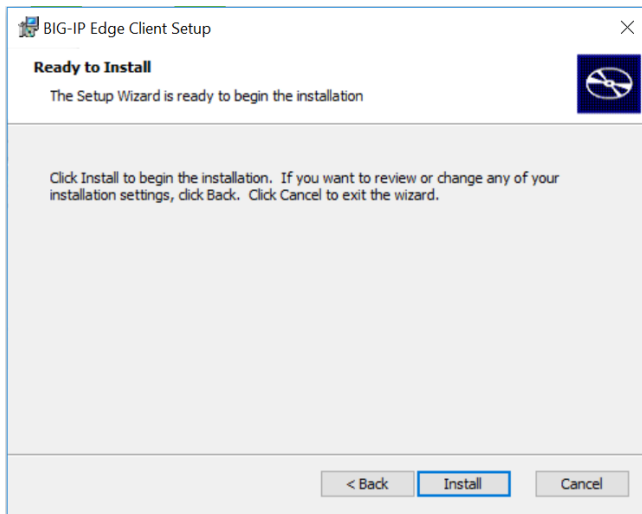 BIG-IP Edge Client Setup
Ready to Install
The Setup Wizard is ready to begin the installation
Click Install to begin the installation.  If you want to review or change any of your
installation settings, click Back.  Click Cancel to exit the wizard.
< Back
Install
Cancel